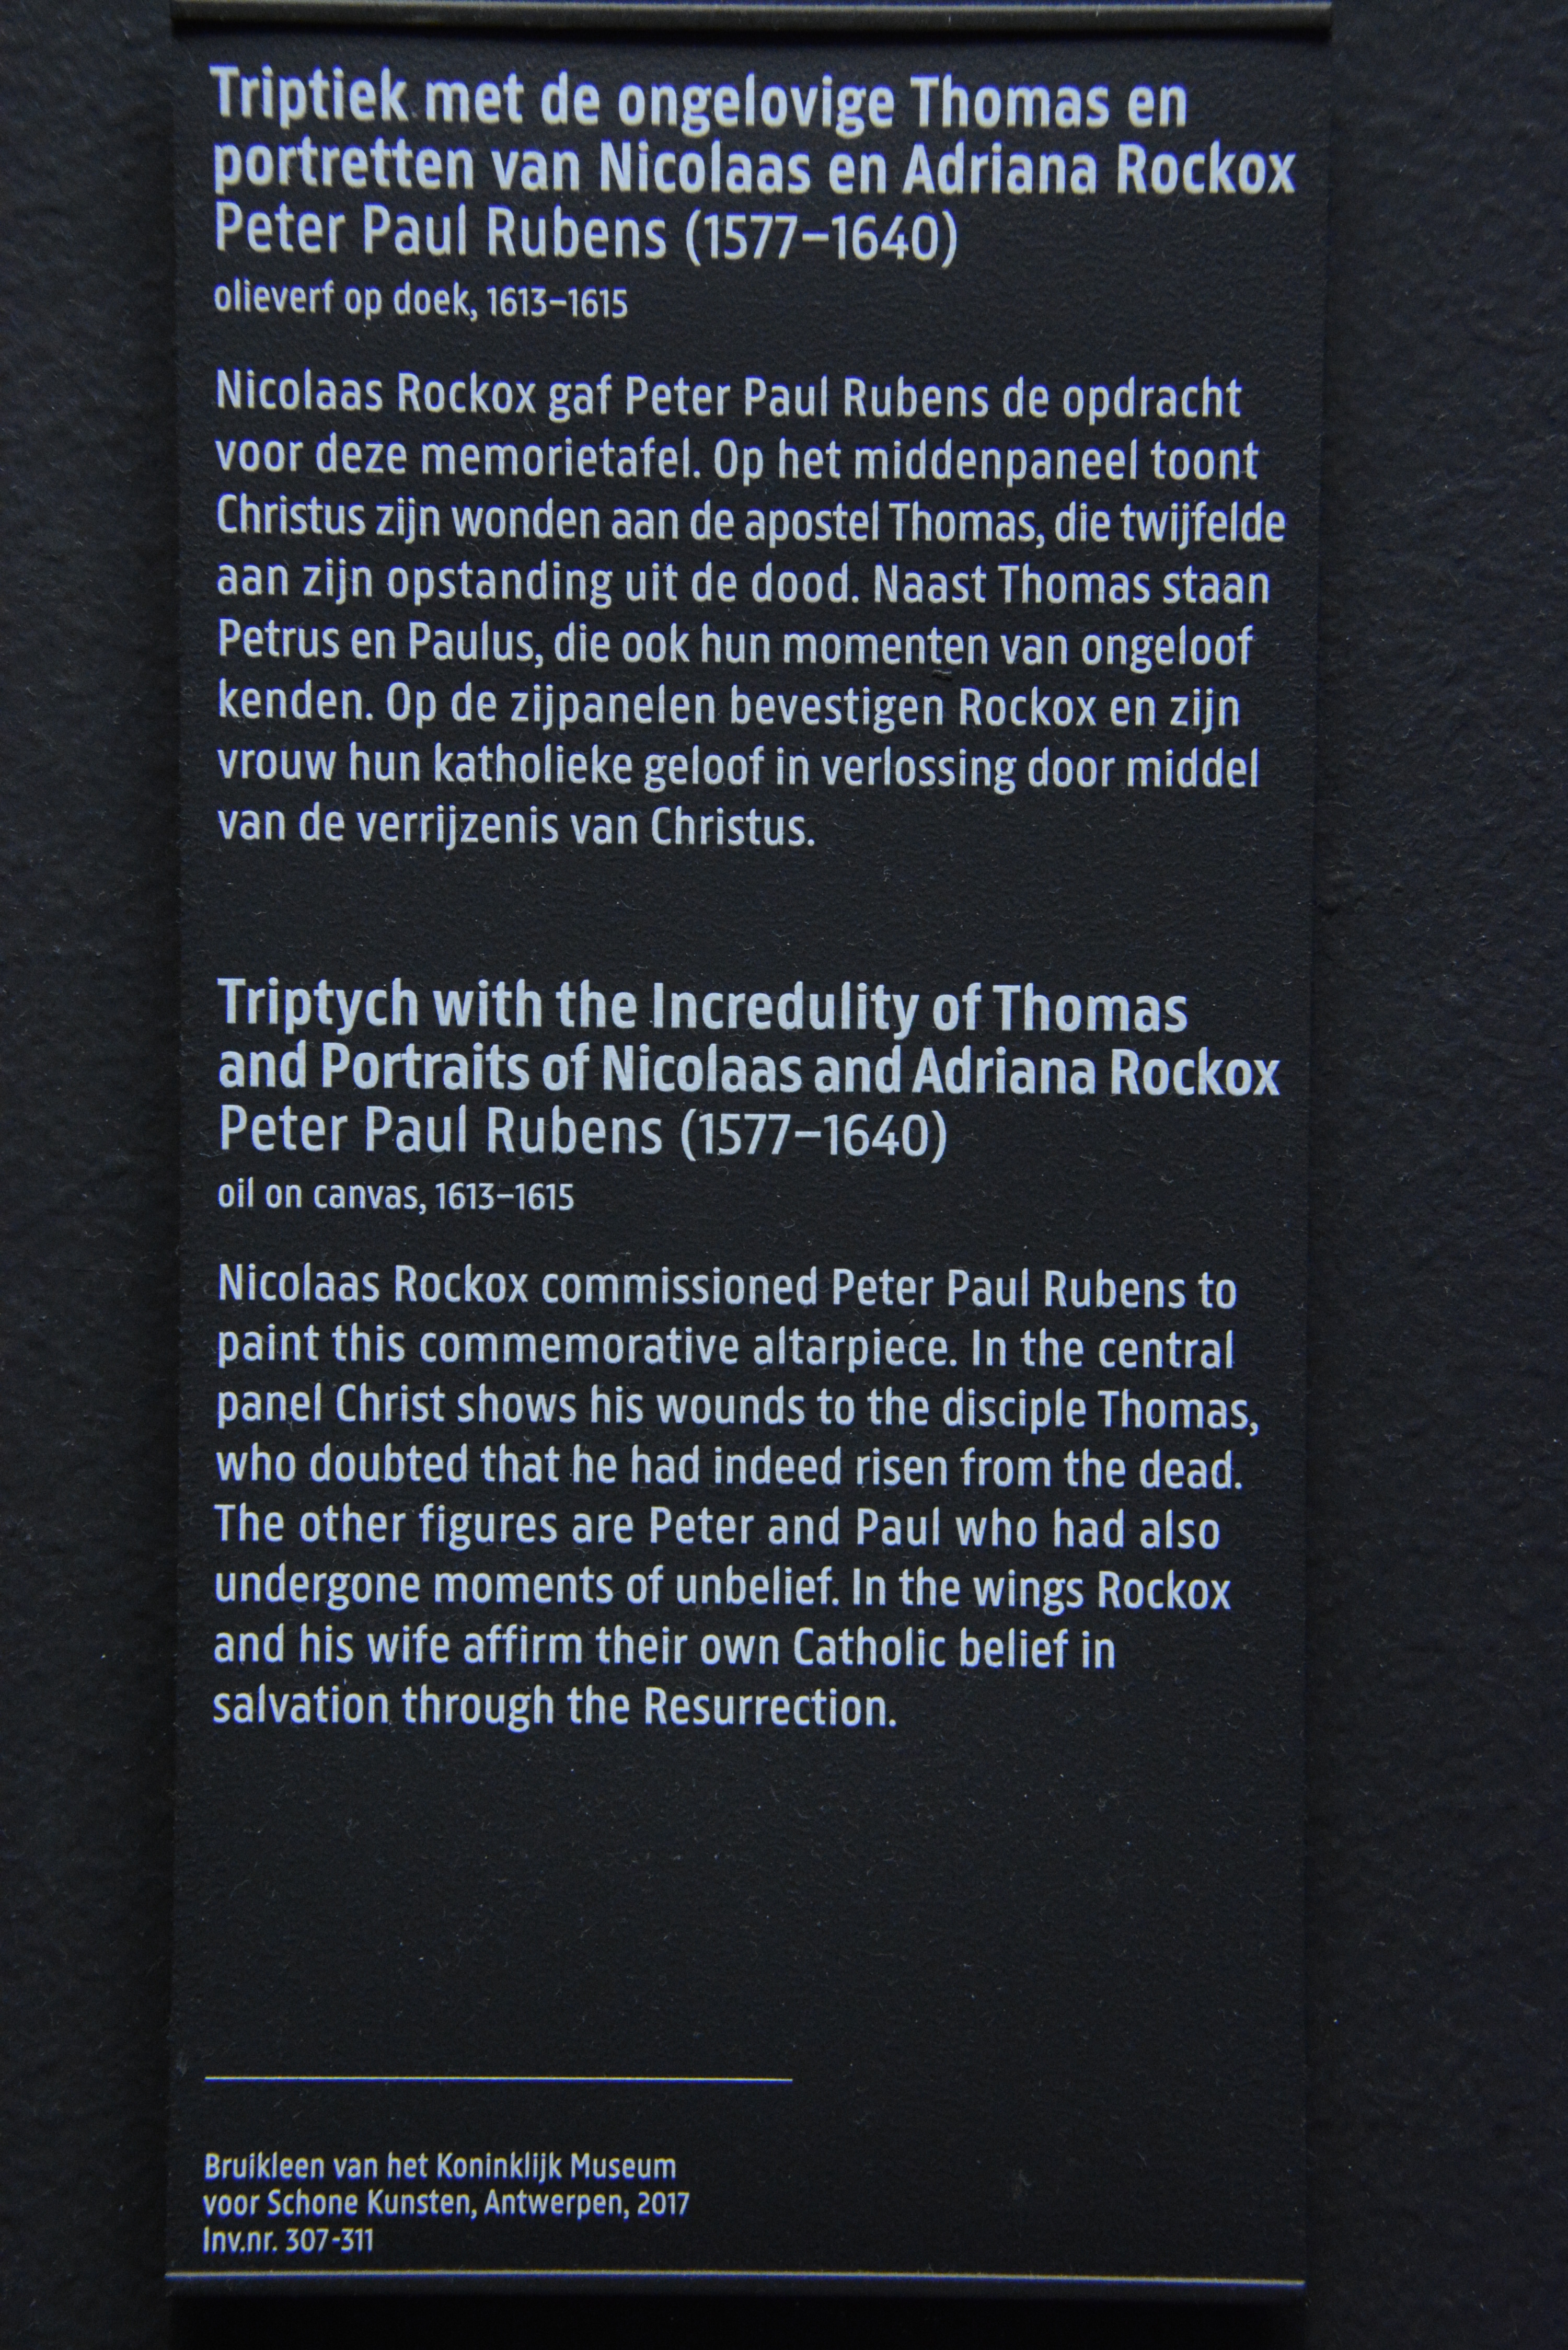 Triptiek met de ongelovige Thomas en
portretten van Nicolaas en Adriana Rockox
Peter Paul Rubens (1577–1640)
olieverf op doek, 1613–1615
Nicolaas Rockox gaf Peter Paul Rubens de opdracht
voor deze memorietafel. Op het middenpaneel toont
Christus zijn wonden aan de apostel Thomas, die twijfelde
aan zijn opstanding uit de dood. Naast Thomas staan
Petrus en Paulus, die ook hun momenten van ongeloof
kenden. Op de zijpanelen bevestigen Rockox en zijn
vrouw hun katholieke geloof in verlossing door middel
van de verrijzenis van Christus.
Triptych with the Incredulity of Thomas
and Portraits of Nicolaas and Adriana Rockox
Peter Paul Rubens (1577–1640)
oil on canvas, 1613–1615
Nicolaas Rockox commissioned Peter Paul Rubens to
paint this commemorative altarpiece. In the central
panel Christ shows his wounds to the disciple Thomas,
who doubted that he had indeed risen from the dead.
The other figures are Peter and Paul who had also
undergone moments of unbelief. In the wings Rockox
and his wife affirm their own Catholic belief in
salvation through the Resurrection.
Bruikleen van het Koninklijk Museum
voor Schone Kunsten, Antwerpen, 2017
Inv.nr. 307-311